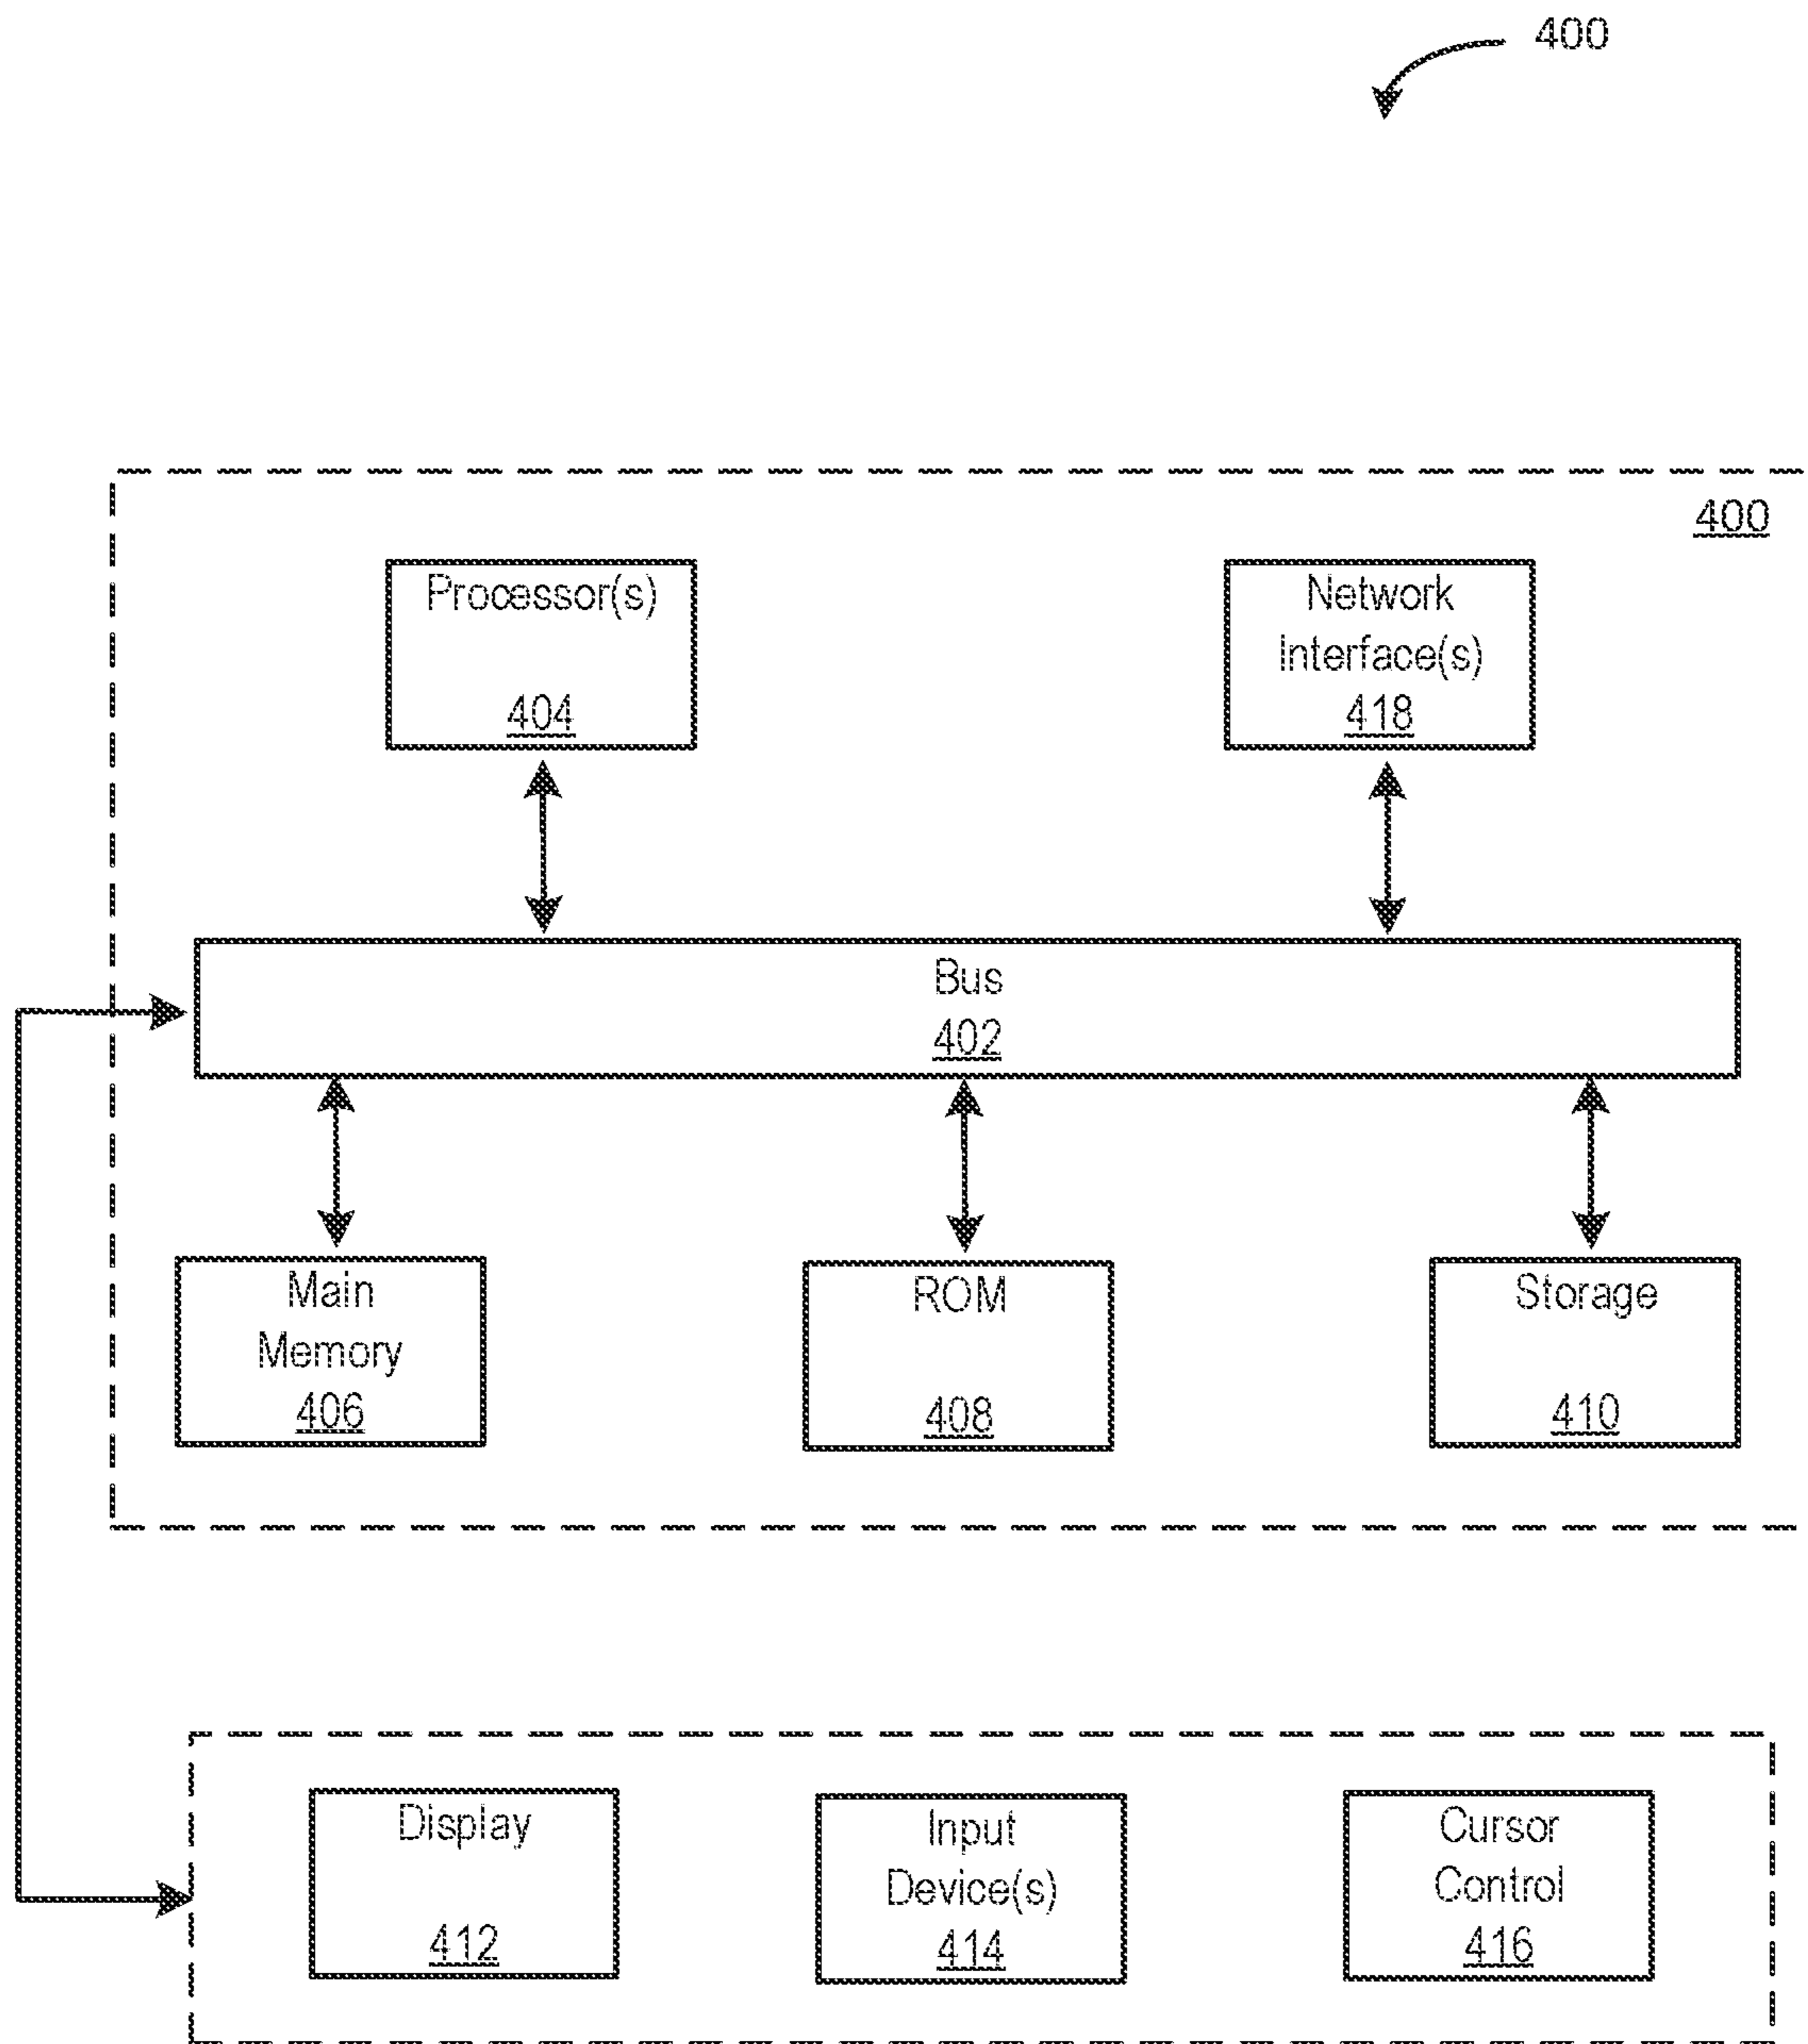 400
400
Processor(s)
404
Network
Interface(s)
418
Bus
402
Main
Memory
406
ROM
408
Storage
410
Display
412
Input
Device(s)
414
Cursor
Control
416